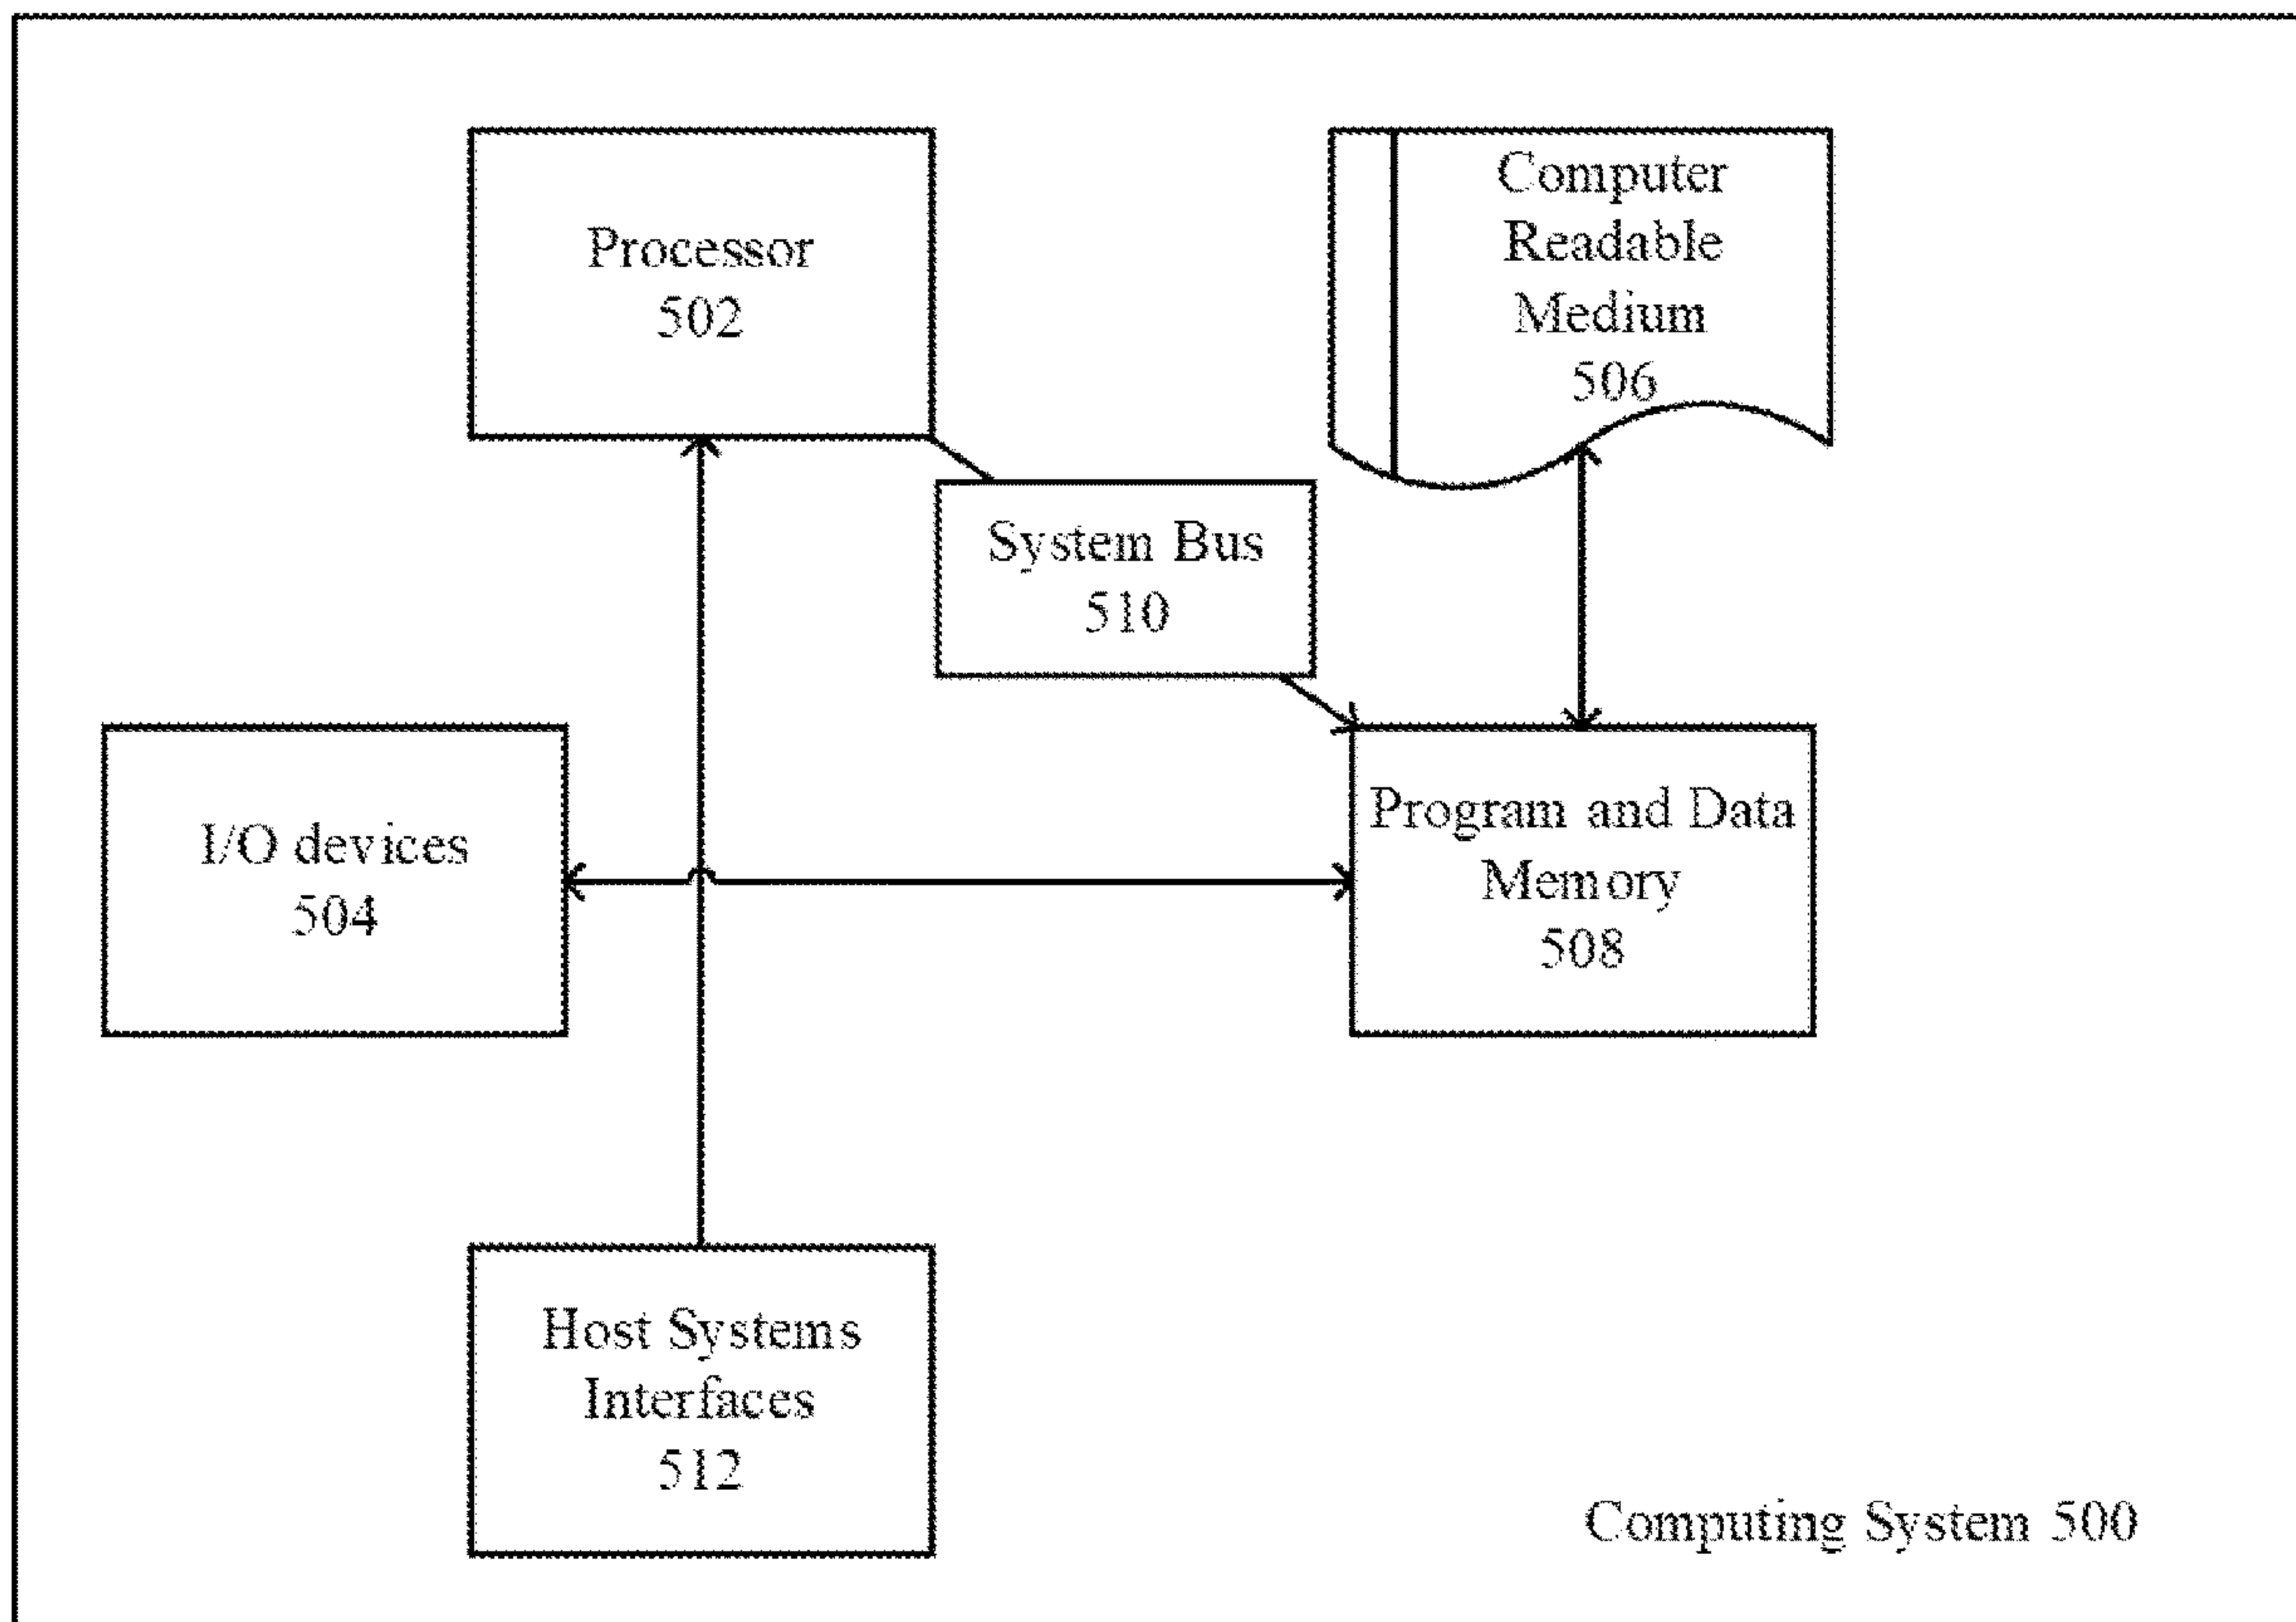 Processor
502
Computer
Readable
Medium
506
System Bus
510
I/O devices
504
Program and Data
Memory
508
Host Systems
Interfaces
512
Computing System 500